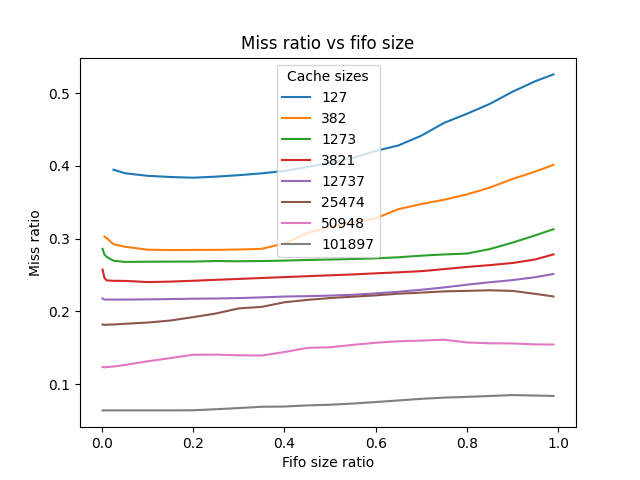 Miss ratio vs fifo size
Cache sizes
127
382
1273
3821
12737
25474
50948
101897
0.5
0.4
0.3
0.2
0.1
Miss ratio
0.0 0.2 0.4 0.6 0.8 1.0
Fifo size ratio